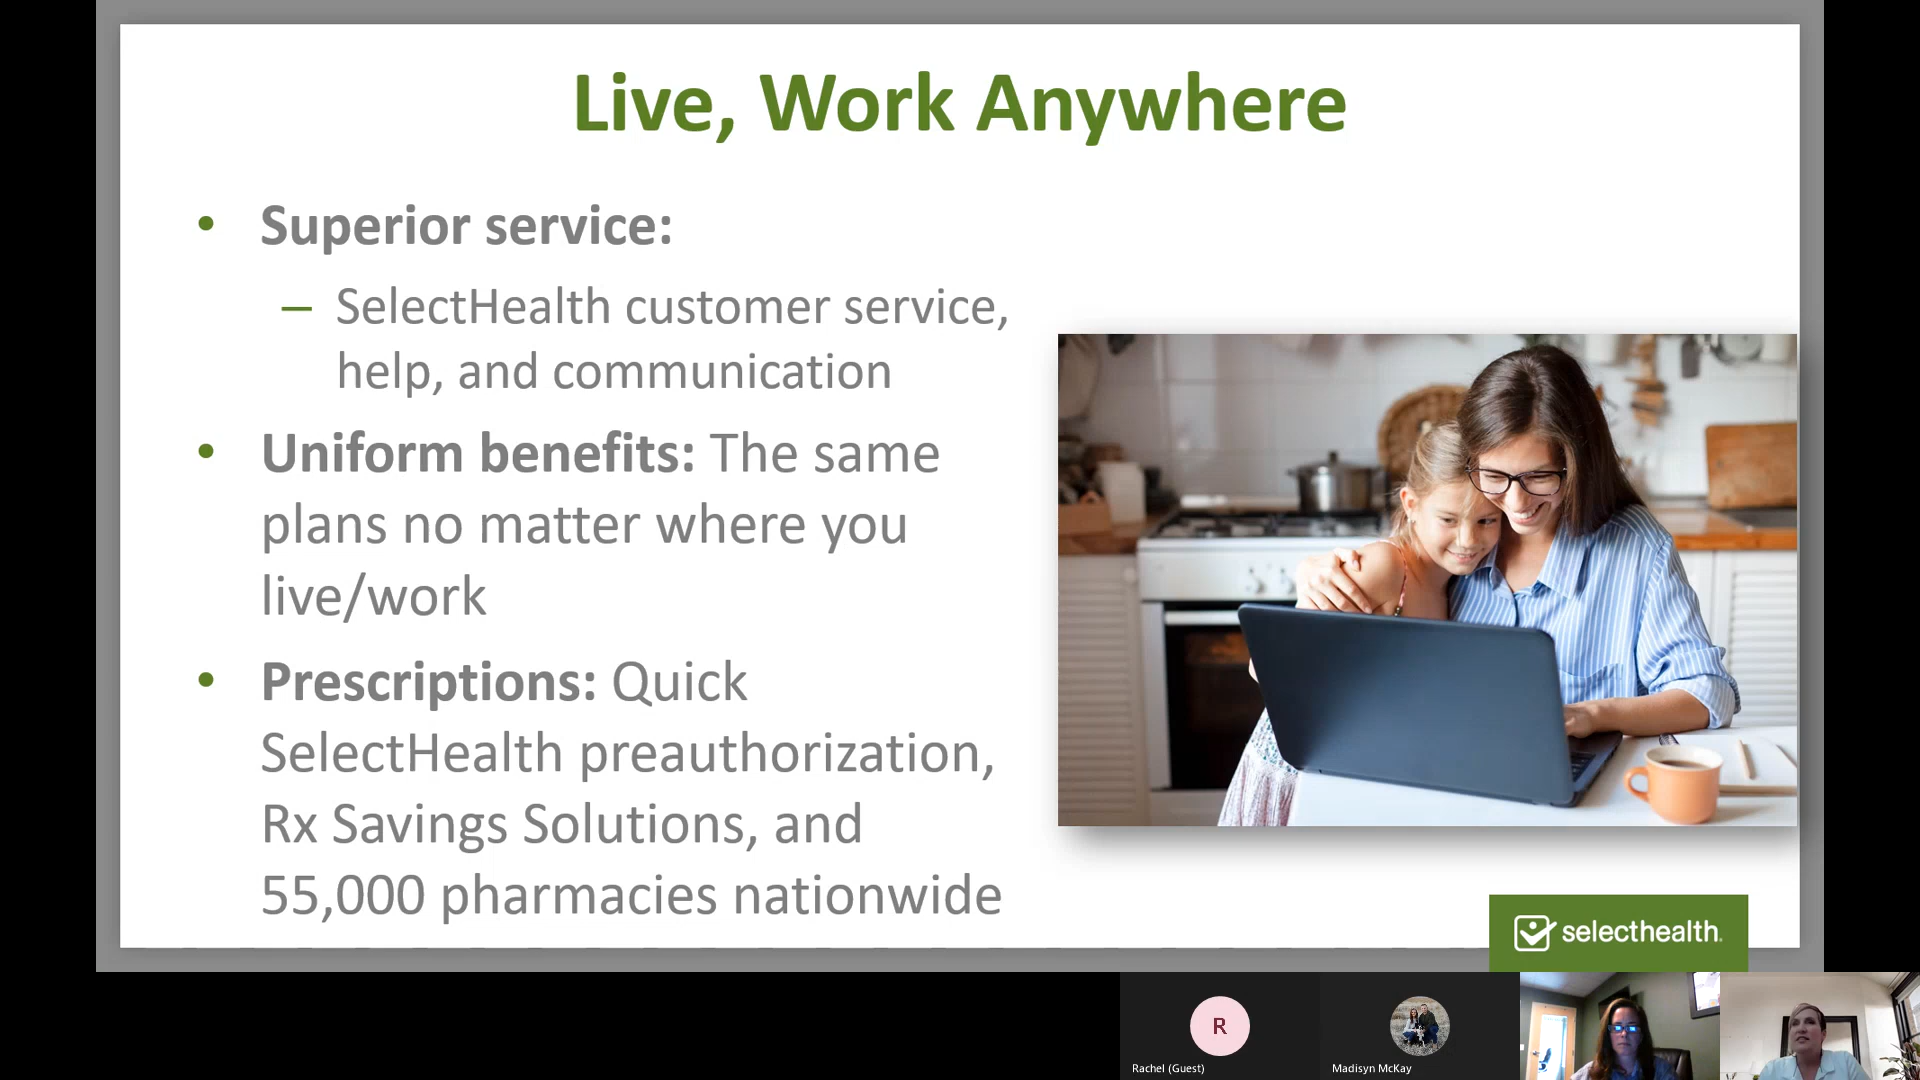 Live, Work Anywhere
• Superior service:
– SelectHealth customer service,
help, and communication
• Uniform benefits: The same
plans no matter where you
live/work
• Prescriptions: Quick
SelectHealth preauthorization,
Rx Savings Solutions, and
55,000 pharmacies nationwide
selecthealth.
R
Rachel (Guest)
Madisyn McKay